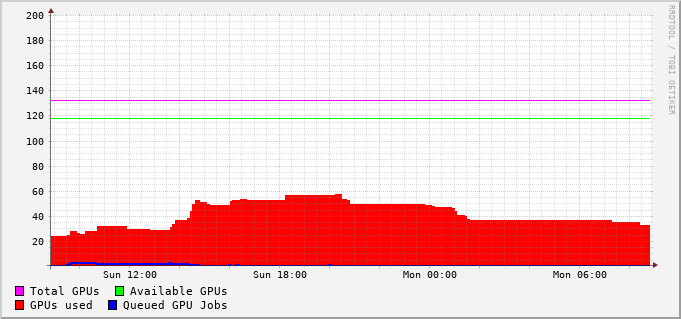 200
180
160
140
120
100
80
60
40
20
Sun 12:00 Sun 18:00 Mon 00:00 Mon 06:00
Total GPUs Available GPUs
GPUs used Queued GPU Jobs
RRDTOOL / TOBI OETIKER